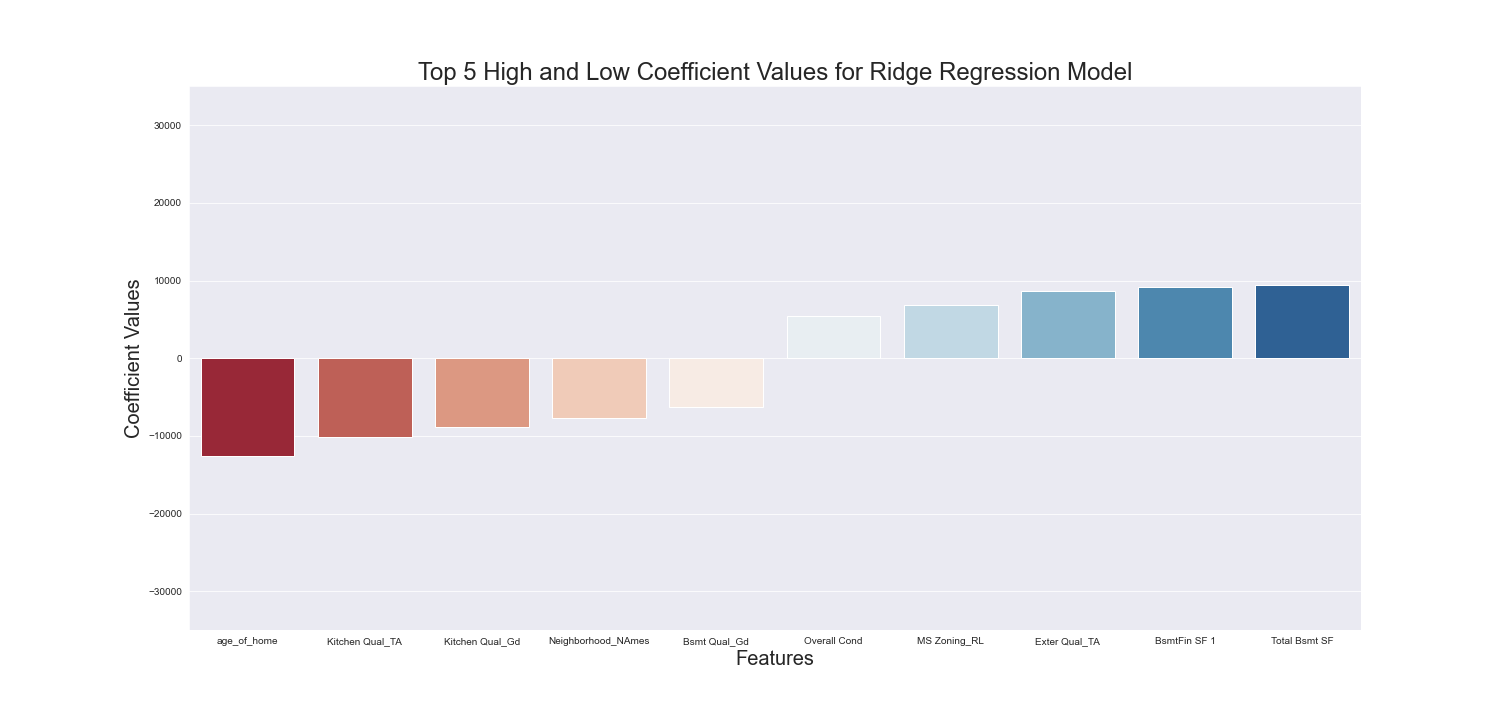 Top 5 High and Low Coefficient Values for Ridge Regression Model
Coefficient Values
30000
20000
10000
0
−10000
−20000
−30000
age_of_home Kitchen Qual_TA Kitchen Qual_Gd Neighborhood_NAmes Bsmt Qual_Gd Overall Cond MS Zoning_RL Exter Qual_TA BsmtFin SF 1 Total Bsmt SF
Features